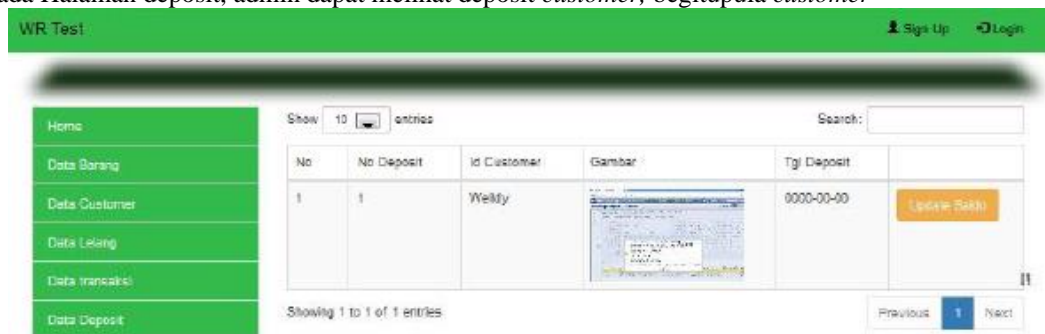 ada Halaman deposit, admin dapat melihat deposit customer, begitupula customer
WR Test
Sign Up
Login
Home
Data Barang
Data Customer
Data Lelang
Data transaksi
Data Deposit
Show 10 entries
Search:
No No Deposit Id Customer Gambar Tgl Deposit
1 1 Weldy 0000-00-00 Update Saldo
Showing 1 to 1 of 1 entries
Previous 1 Next